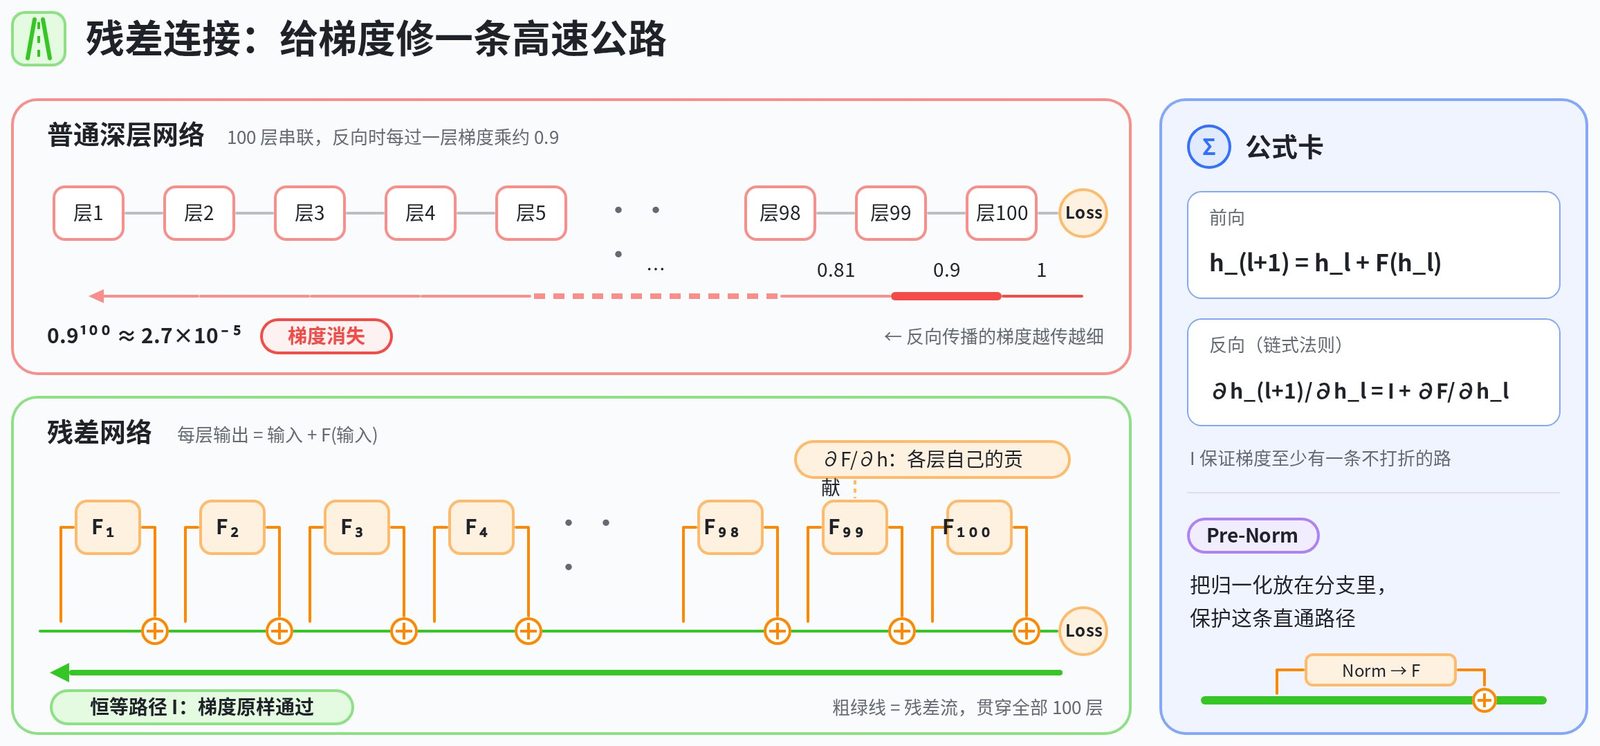 残差连接：给梯度修一条高速公路
普通深层网络 100 层串联，反向时每过一层梯度乘约 0.9
层1 层2 层3 层4 层5 • • 层98 层99 层100 Loss
•
… 0.81 0.9 1
0.9¹⁰⁰ ≈ 2.7×10⁻⁵ 梯度消失 ← 反向传播的梯度越传越细
残差网络 每层输出 = 输入 + F(输入)
∂F/∂h：各层自己的贡
献
F₁ F₂ F₃ F₄ • • F₉₈ F₉₉ F₁₀₀
•
Loss
恒等路径 I：梯度原样通过 粗绿线 = 残差流，贯穿全部 100 层
Σ 公式卡
前向
h_(l+1) = h_l + F(h_l)
反向（链式法则）
∂h_(l+1)/∂h_l = I + ∂F/∂h_l
I 保证梯度至少有一条不打折的路
Pre-Norm
把归一化放在分支里，
保护这条直通路径
Norm → F